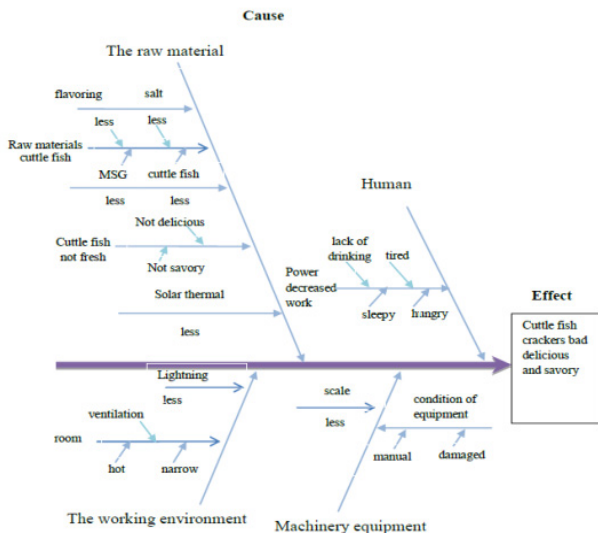 Cause
The raw material
flavoring salt
less less
Raw materials
cuttle fish
MSG cuttle fish
less less
Not delicious
Cuttle fish
not fresh
Not savory
Solar thermal
less
Human
lack of
drinking
tired
Power
decreased
work
sleepy hangry
Effect
Cuttle fish
crackers bad
delicious
and savory
Lightning
less
ventilation
room
hot narrow
The working environment
scale
less
condition of
equipment
manual damaged
Machinery equipment